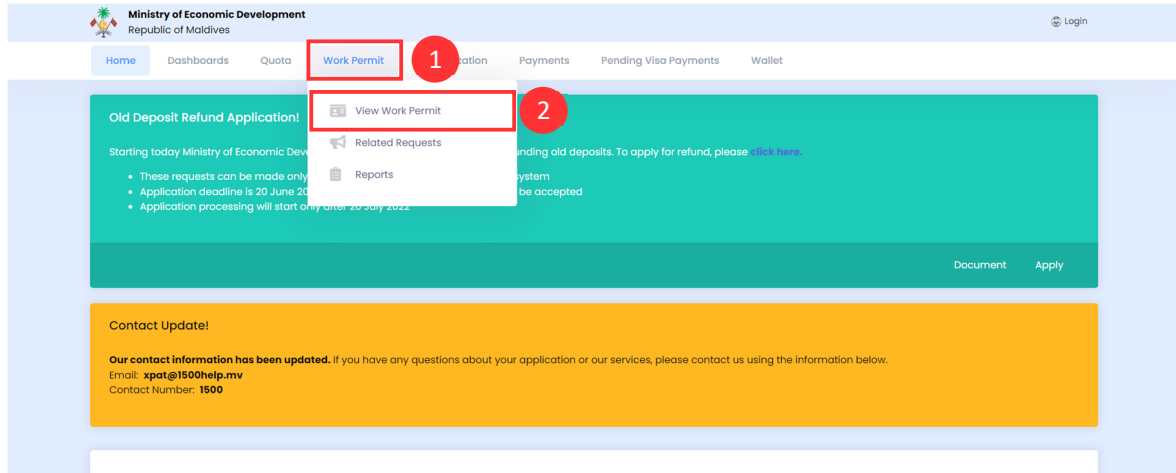 Ministry of Economic Development
Republic of Maldives
Login
Home Dashboards Quota Work Permit 1 Payments Pending Visa Payments Wallet
View Work Permit 2
Related Requests
Reports
Old Deposit Refund Application!
Starting today Ministry of Economic old deposits. To apply for refund, please click here.
These requests can be made only
Application deadline is 20 June be accepted
Application processing will start only after 20 July 2022
Document Apply
Contact Update!
Our contact information has been updated. If you have any questions about your application or our services, please contact us using the information below.
Email: xpat@1500help.mv
Contact Number: 1500